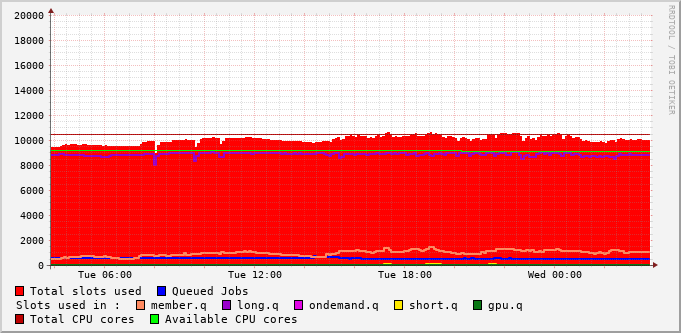 20000
18000
16000
14000
12000
10000
8000
6000
4000
2000
0
Tue 06:00 Tue 12:00 Tue 18:00 Wed 00:00
RRDTOOL / TOBI OETIKER
Total slots used Queued Jobs
Slots used in : member.q long.q ondemand.q short.q gpu.q
Total CPU cores Available CPU cores